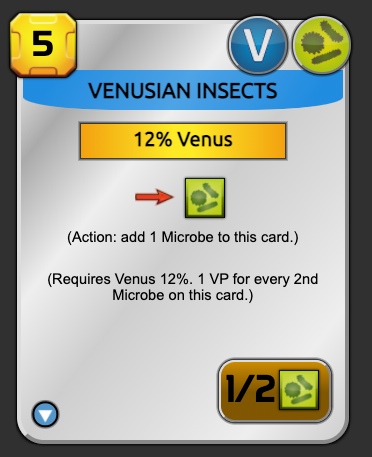 5
V
VENUSIAN INSECTS
12% Venus
(Action: add 1 Microbe to this card.)
(Requires Venus 12%. 1 VP for every 2nd
Microbe on this card.)
1/2